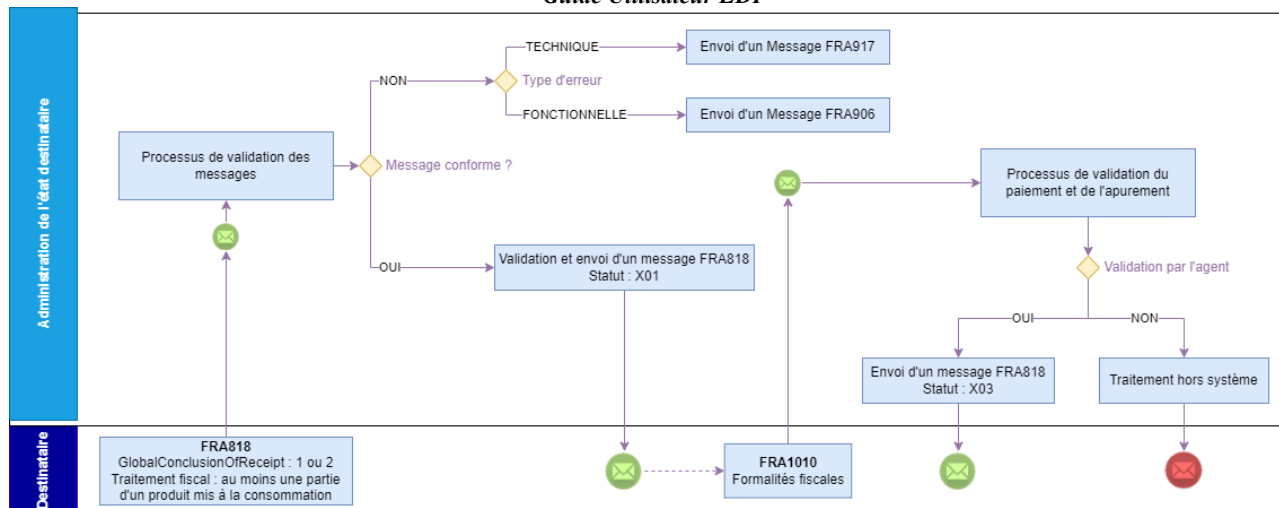 Guide Utilisateur EDI
Administration de l'état destinataire
TECHNIQUE
Envoi d'un Message FRA917
NON
Type d'erreur
FONCTIONNELLE
Envoi d'un Message FRA906
Processus de validation des
messages
Message conforme ?
Processus de validation du
paiement et de l'apurement
OUI
Validation et envoi d'un message FRA818
Statut : X01
Validation par l'agent
OUI
NON
Envoi d'un message FRA818
Statut : X03
Traitement hors système
Destinataire
FRA818
GlobalConclusionOfReceipt : 1 ou 2
Traitement fiscal : au moins une partie
d'un produit mis à la consommation
FRA1010
Formalités fiscales